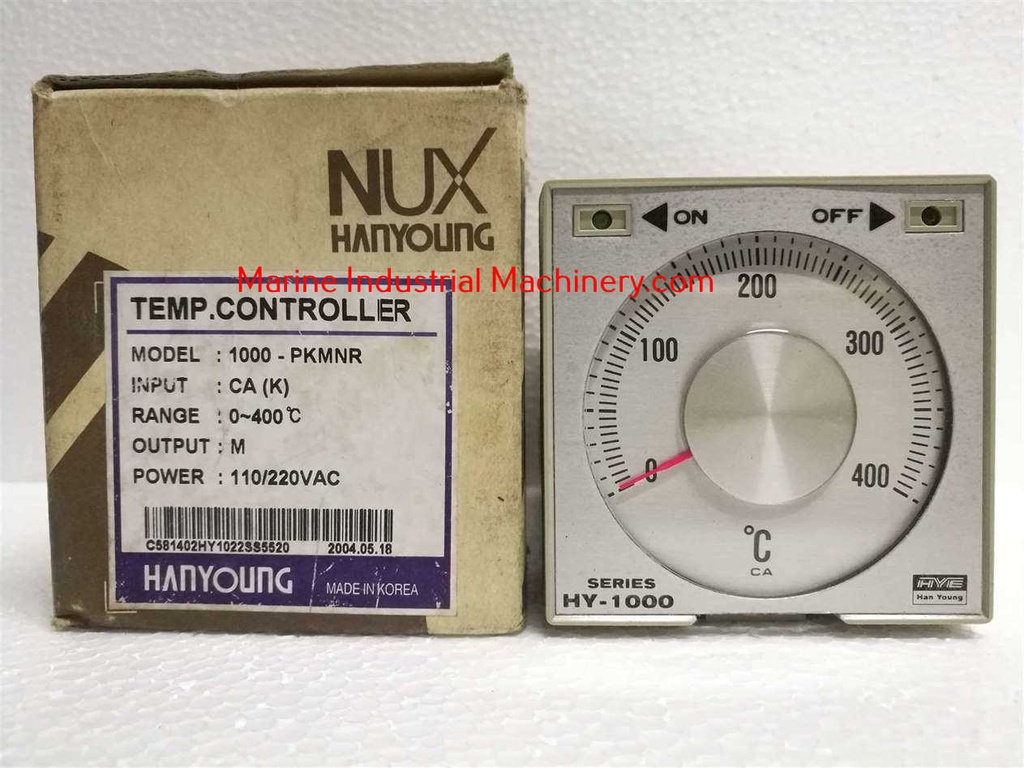 NUX
HANYOUNG
Marine Industrial Machinery.com
TEMP.CONTROLLER
MODEL : 1000 - PKMNR
INPUT : CA (K)
RANGE : 0~400℃
OUTPUT : M
POWER : 110/220VAC
C581402HY1022SS5520 2004.05.18
HANYOUNG MADE IN KOREA
◀ ON OFF ▶
0 100 200 300 400
℃
CA
SERIES
HY-1000
HYE
Han Young